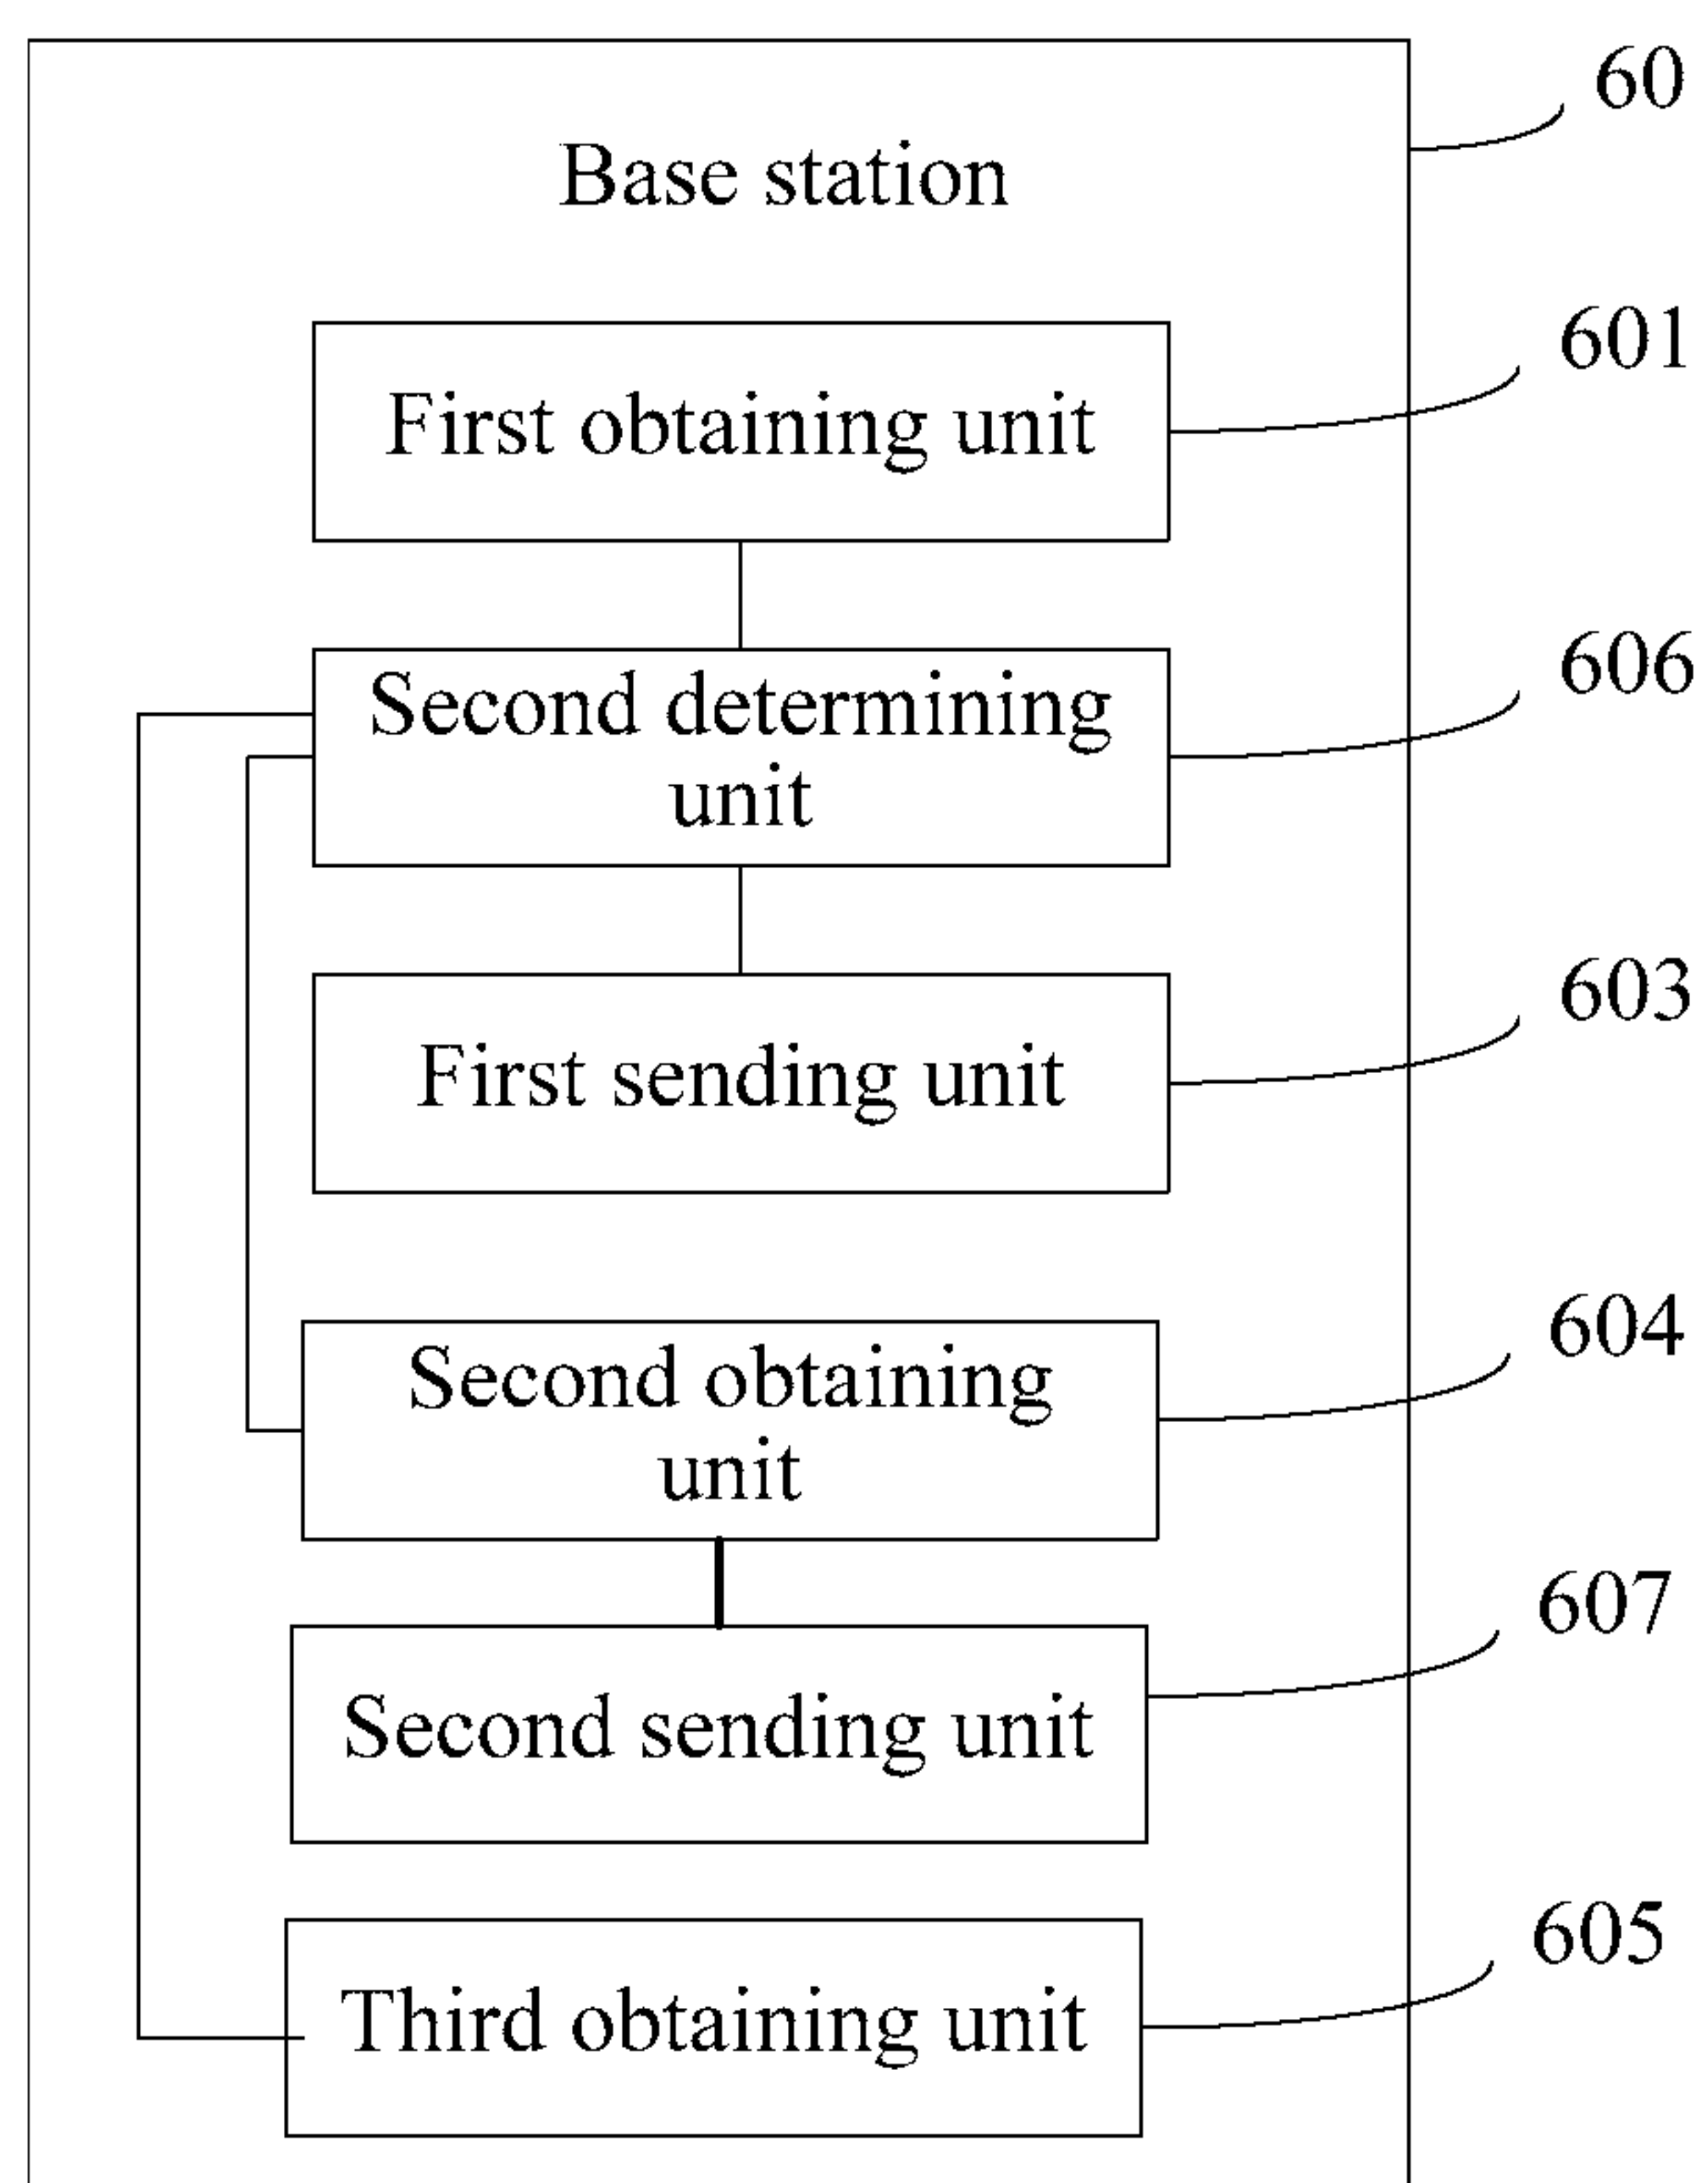 60
Base station
601
First obtaining unit
606
Second determining
unit
603
First sending unit
604
Second obtaining
unit
607
Second sending unit
605
Third obtaining unit